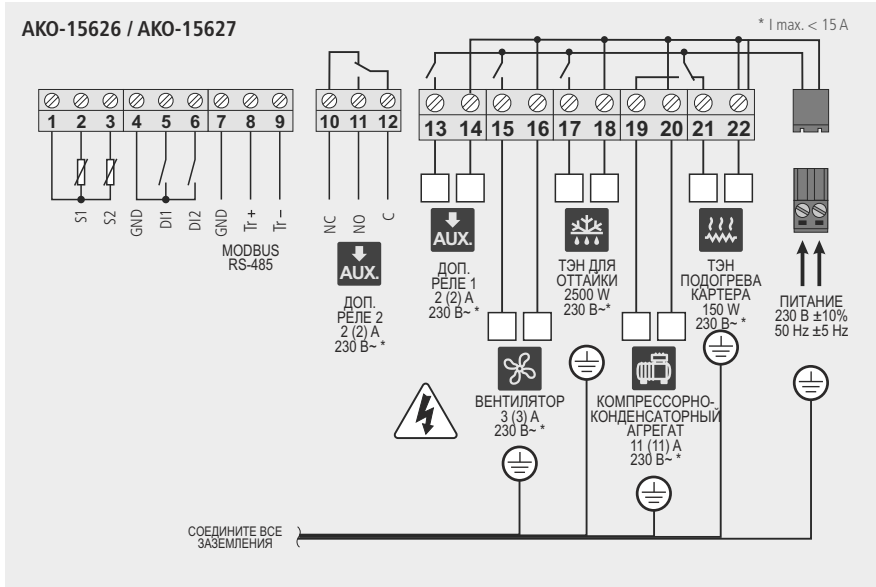 AKO-15626 / AKO-15627
* I max. < 15 A
1 2 3 4 5 6 7 8 9
10 11 12
13 14 15 16 17 18 19 20 21 22
S1
S2
GND
DI1
DI2
GND
Tr +
Tr −
MODBUS
RS-485
NC
NO
C
AUX.
ДОП.
РЕЛЕ 2
2 (2) A
230 В~ *
AUX.
ДОП.
РЕЛЕ 1
2 (2) A
230 В~ *
ВЕНТИЛЯТОР
3 (3) A
230 В~ *
ТЭН ДЛЯ
ОТТАЙКИ
2500 W
230 В~*
КОМПРЕССОРНО-
КОНДЕНСАТОРНЫЙ
АГРЕГАТ
11 (11) A
230 В~ *
ТЭН
ПОДОГРЕВА
КАРТЕРА
150 W
230 В~ *
ПИТАНИЕ
230 В ±10%
50 Hz ±5 Hz
СОЕДИНИТЕ ВСЕ
ЗАЗЕМЛЕНИЯ